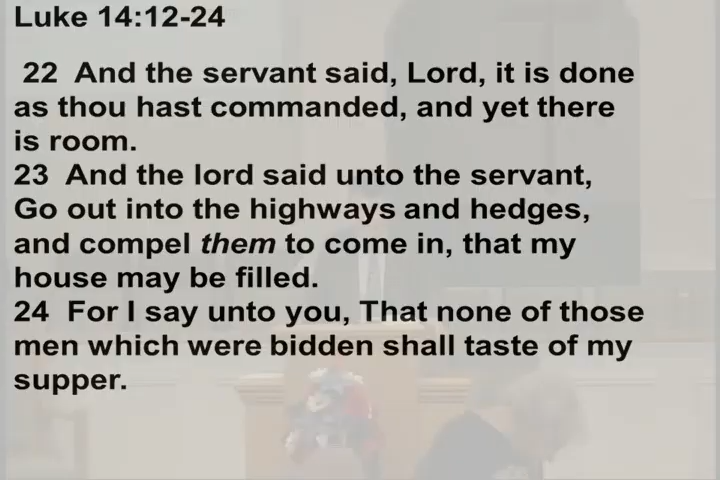 Luke 14:12-24
22 And the servant said, Lord, it is done
as thou hast commanded, and yet there
is room.
23 And the lord said unto the servant,
Go out into the highways and hedges,
and compel them to come in, that my
house may be filled.
24 For I say unto you, That none of those
men which were bidden shall taste of my
supper.